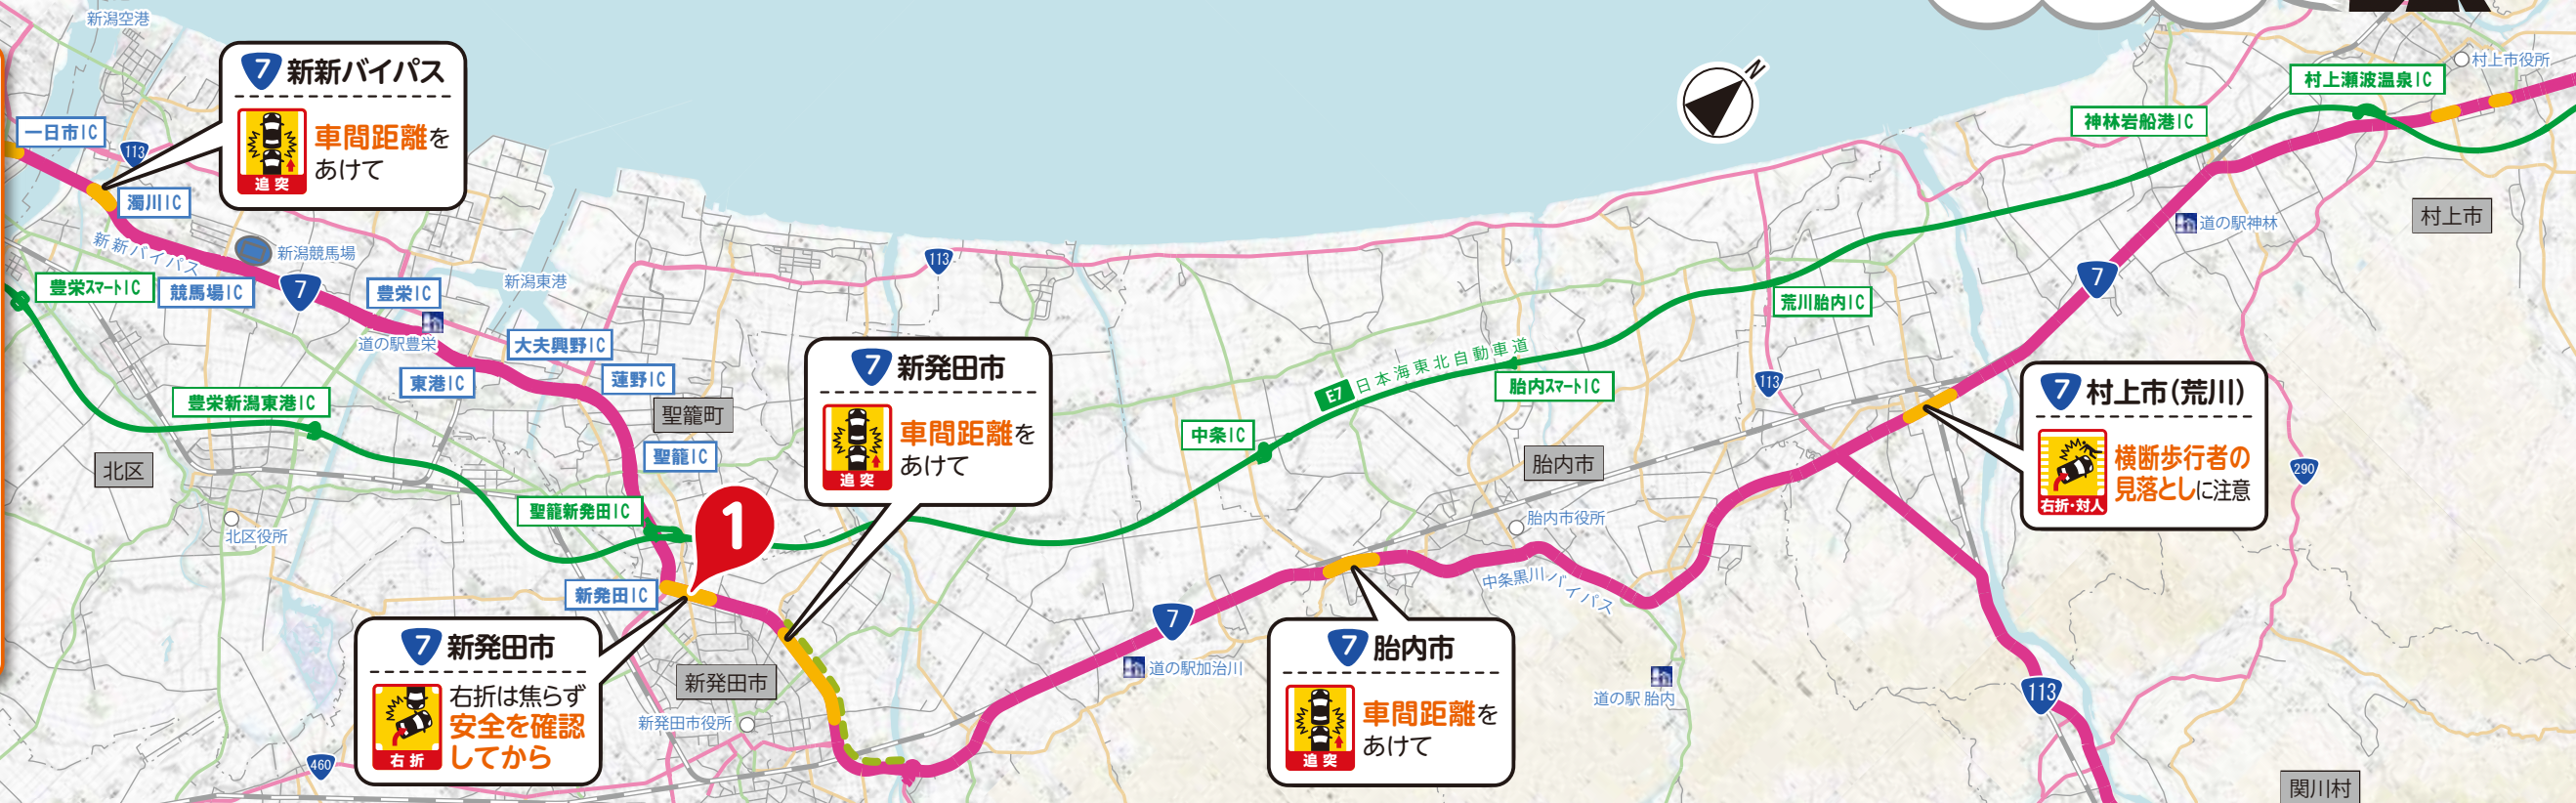 新潟空港
7 新新バイパス
車間距離を
あけて
追突
一日市IC
113
濁川IC
新新バイパス
新潟競馬場
豊栄スマートIC
競馬場IC
7
豊栄IC
道の駅豊栄
新潟東港
大夫興野IC
東港IC
蓮野IC
豊栄新潟東港IC
聖籠町
聖籠IC
北区
北区役所
聖籠新発田IC
1
新発田IC
7 新発田市
右折は焦らず
安全を確認
してから
右折
460
新発田市
新発田市役所
7 新発田市
車間距離を
あけて
追突
113
中条IC
E7 日本海東北自動車道
胎内スマートIC
胎内市
胎内市役所
7
道の駅加治川
中条黒川バイパス
7 胎内市
車間距離を
あけて
追突
道の駅 胎内
N
荒川胎内IC
113
7
神林岩船港IC
村上瀬波温泉IC
村上市役所
村上市
道の駅神林
7 村上市(荒川)
横断歩行者の
見落としに注意
右折・対人
290
113
関川村